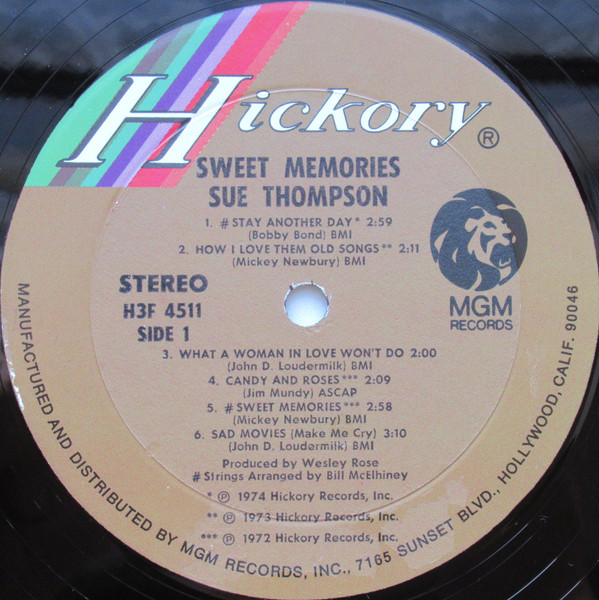 Hickory ®
SWEET MEMORIES
SUE THOMPSON
1. # STAY ANOTHER DAY * 2:59
(Bobby Bond) BMI
2. HOW I LOVE THEM OLD SONGS ** 2:11
(Mickey Newbury) BMI
STEREO
H3F 4511
SIDE 1
MGM
RECORDS
3. WHAT A WOMAN IN LOVE WON'T DO 2:00
(John D. Loudermilk) BMI
4. CANDY AND ROSES *** 2:09
(Jim Mundy) ASCAP
5. # SWEET MEMORIES *** 2:58
(Mickey Newbury) BMI
6. SAD MOVIES (Make Me Cry) 3:10
(John D. Loudermilk) BMI
Produced by Wesley Rose
# Strings Arranged by Bill McElhiney
* ℗ 1974 Hickory Records, Inc.
** ℗ 1973 Hickory Records, Inc.
*** ℗ 1972 Hickory Records, Inc.
MANUFACTURED AND DISTRIBUTED BY MGM RECORDS, INC., 7165 SUNSET BLVD., HOLLYWOOD, CALIF. 90046